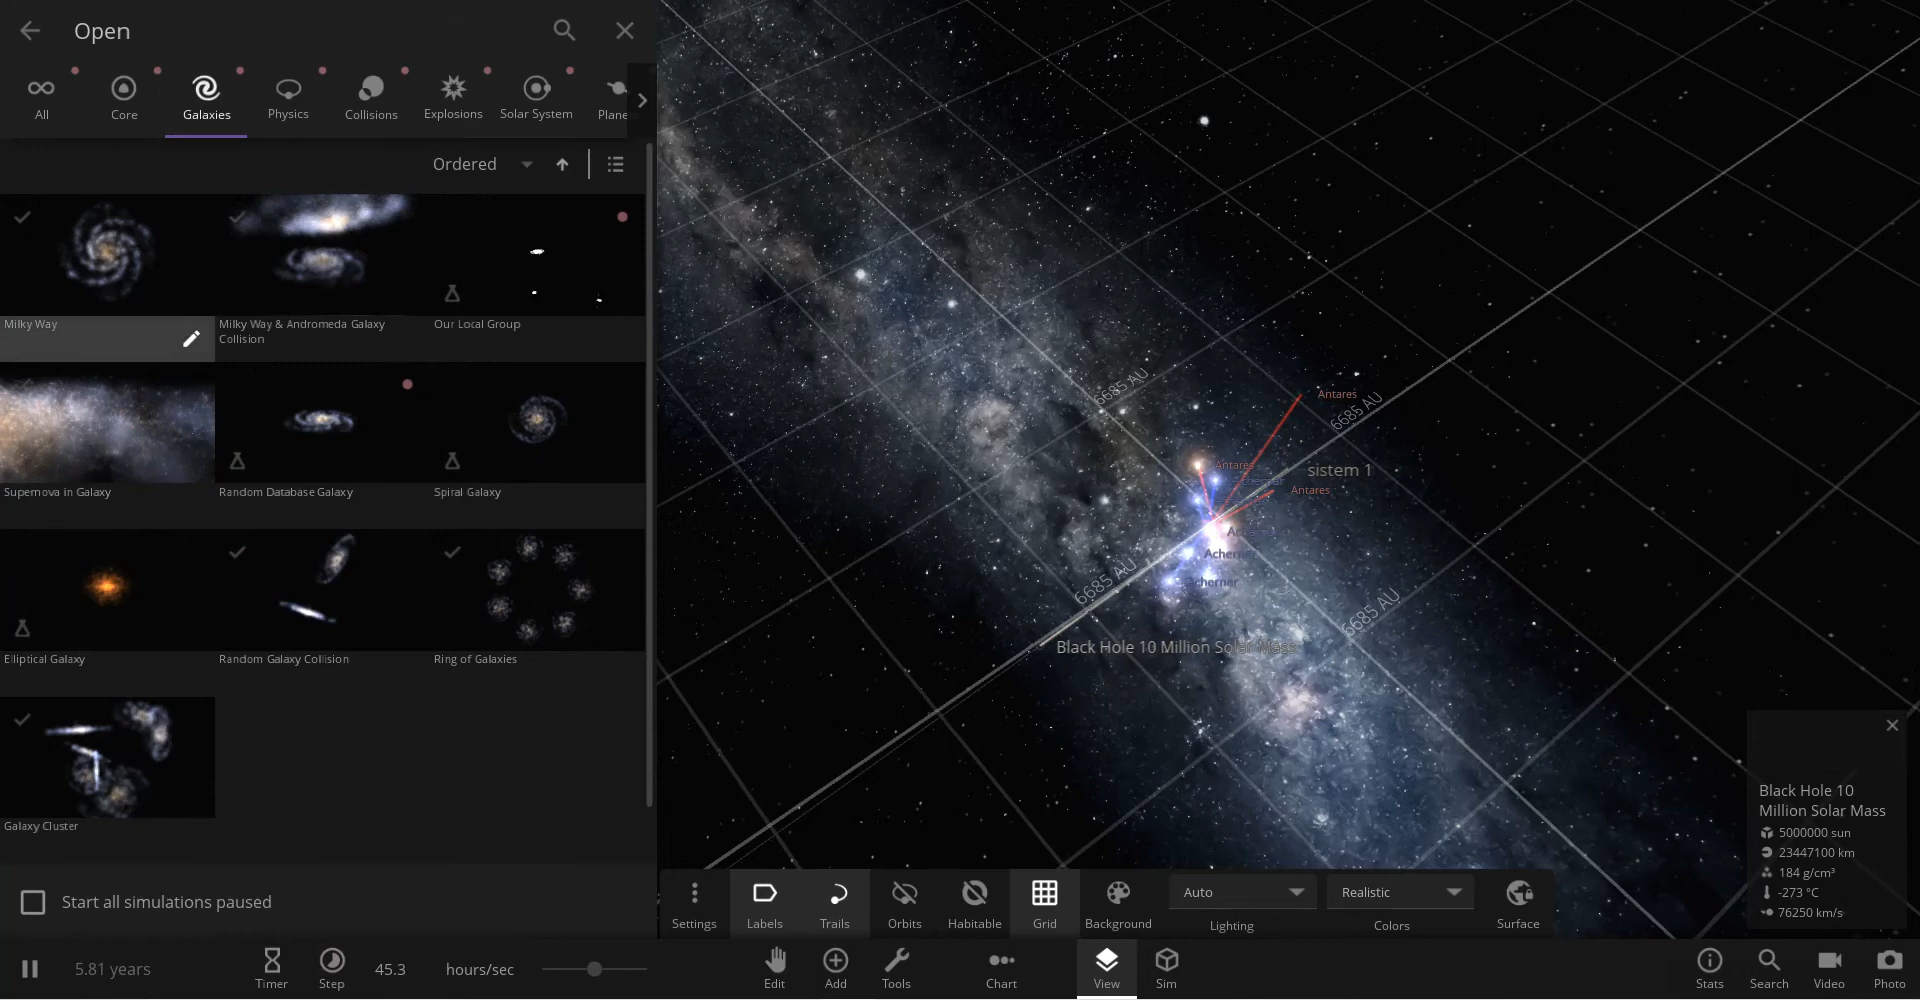 Open
All
Core
Galaxies
Physics
Collisions
Explosions
Solar System
Plane
Ordered
Milky Way
Milky Way & Andromeda Galaxy
Collision
Our Local Group
Supernova in Galaxy
Random Database Galaxy
Spiral Galaxy
Elliptical Galaxy
Random Galaxy Collision
Ring of Galaxies
Galaxy Cluster
Start all simulations paused
6685 AU
6685 AU
6685 AU
6685 AU
Antares
Antares
Antares
sistem 1
Achernar
Achernar
Black Hole 10 Million Solar Mass
Black Hole 10
Million Solar Mass
5000000 sun
23447100 km
184 g/cm³
-273 °C
76250 km/s
Settings
Labels
Trails
Orbits
Habitable
Grid
Background
Auto
Lighting
Realistic
Colors
Surface
5.81 years
Timer
Step
45.3
hours/sec
Edit
Add
Tools
Chart
View
Sim
Stats
Search
Video
Photo